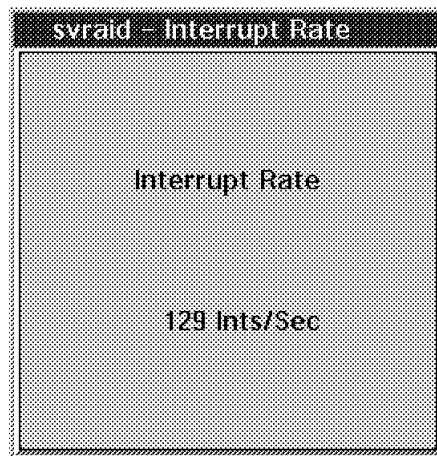 svraid – Interrupt Rate
Interrupt Rate
129 Ints/Sec